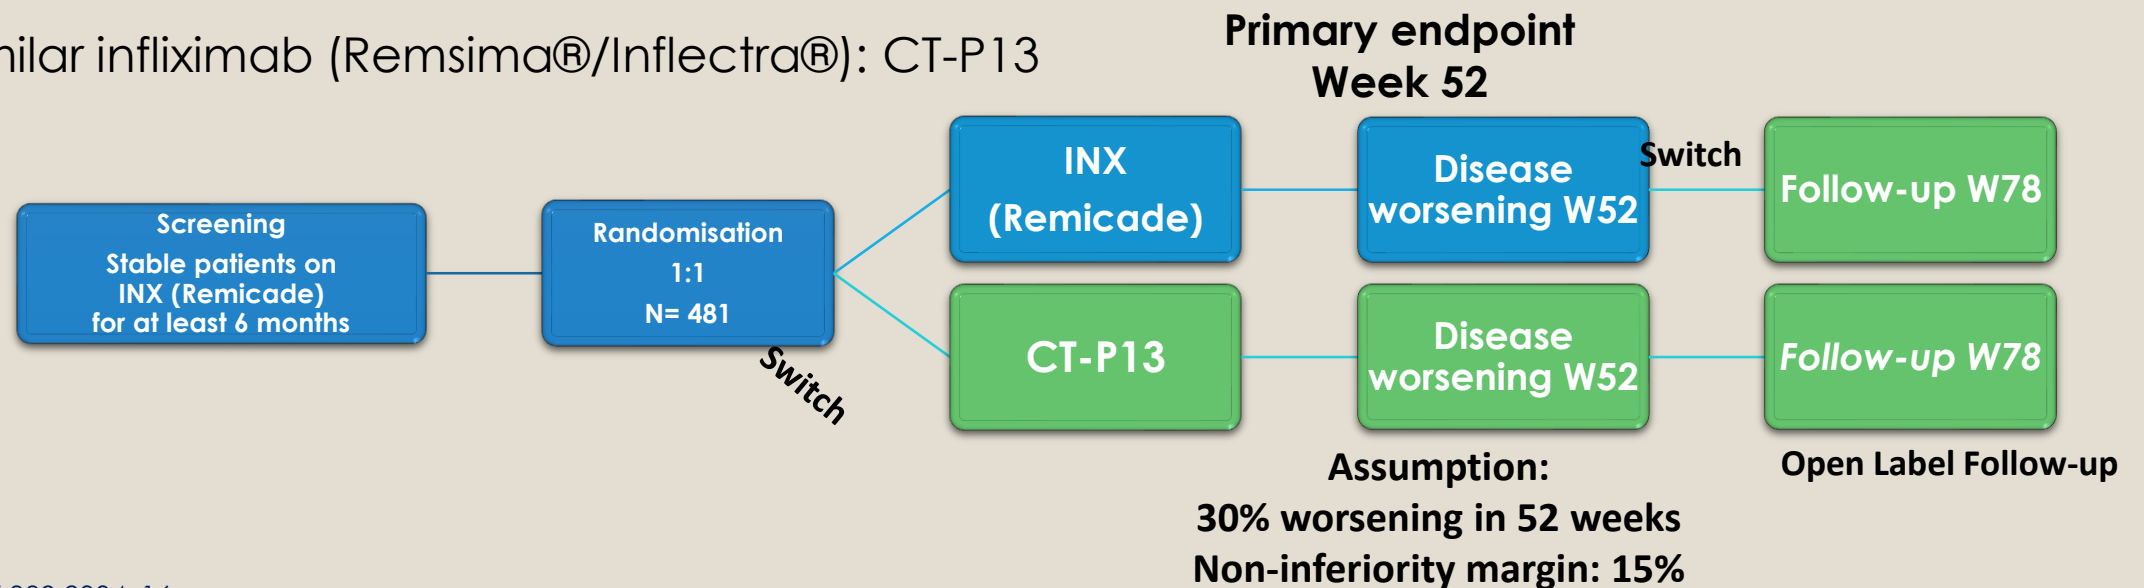 infliximab (Remsima®/Inflectra®): CT-P13
Primary endpoint
Week 52
Screening
Stable patients on
INX (Remicade)
for at least 6 months
Randomisation
1:1
N= 481
Switch
INX
(Remicade)
Disease
worsening W52
Switch
Follow-up W78
CT-P13
Disease
worsening W52
Follow-up W78
Assumption:
30% worsening in 52 weeks
Non-inferiority margin: 15%
Open Label Follow-up